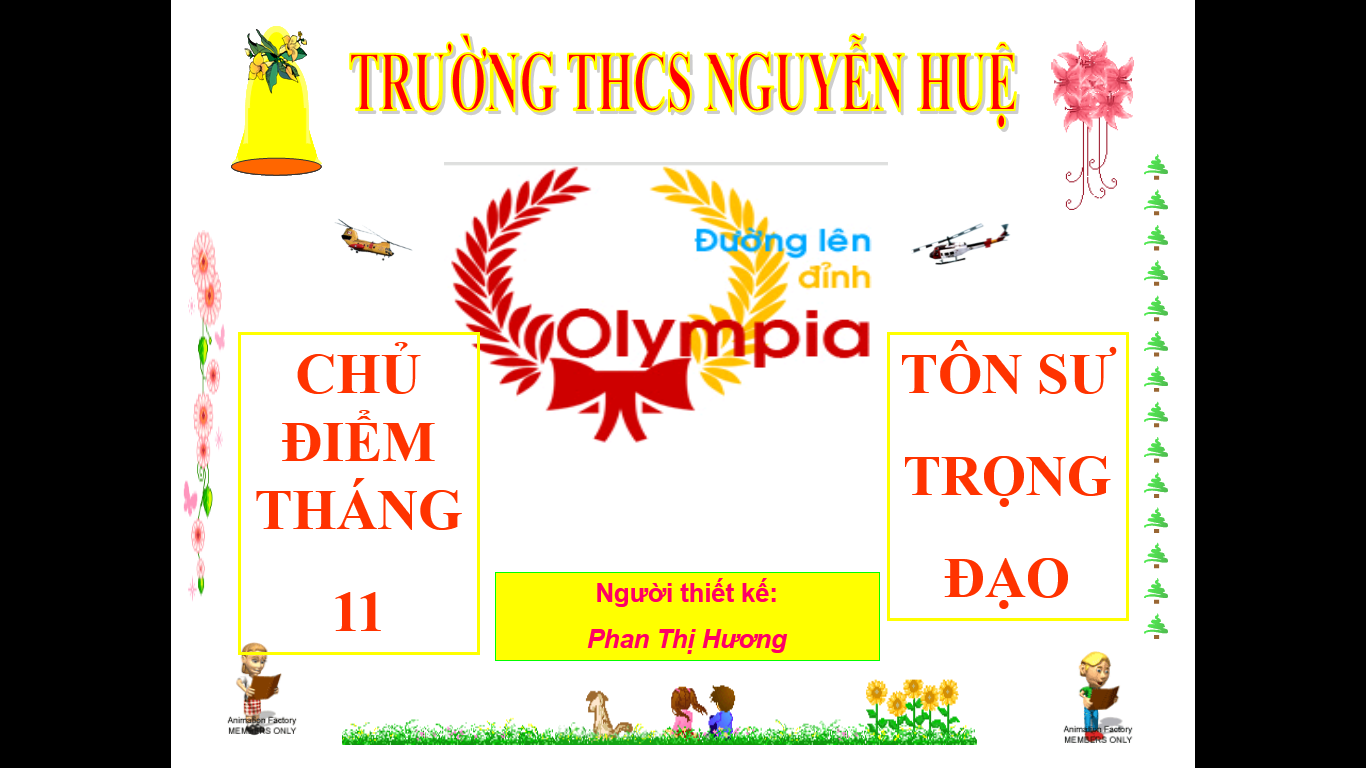 TRƯỜNG THCS NGUYỄN HUỆ
Đường lên
đỉnh
Olympia
CHỦ
ĐIỂM
THÁNG
11
TÔN SƯ
TRỌNG
ĐẠO
Người thiết kế:
Phan Thị Hương
Animation Factory
MEMBERS ONLY
Animation Factory
MEMBERS ONLY